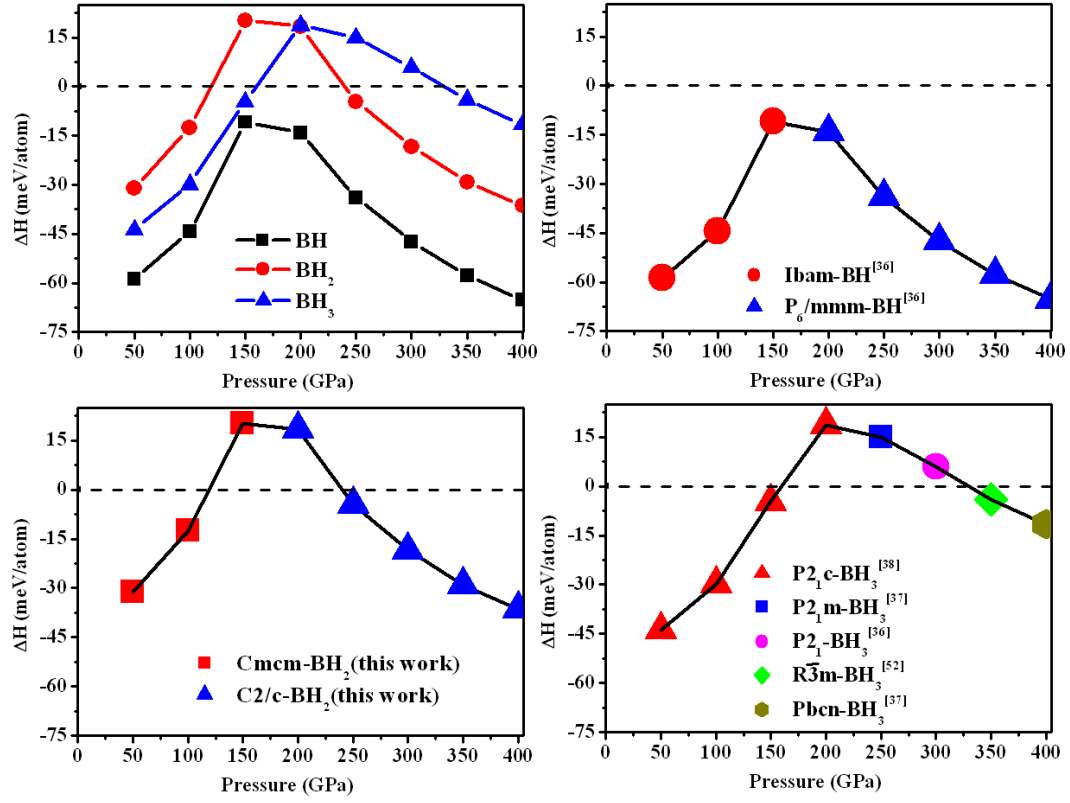 15
0
-15
-30
-45
-60
-75
ΔH (meV/atom)
BH
BH₂
BH₃
0 50 100 150 200 250 300 350 400
Pressure (GPa)
15
0
-15
-30
-45
-60
-75
ΔH (meV/atom)
Ibam-BH[36]
P₆/mmm-BH[36]
0 50 100 150 200 250 300 350 400
Pressure (GPa)
15
0
-15
-30
-45
-60
-75
ΔH (meV/atom)
Cmcm-BH₂(this work)
C2/c-BH₂(this work)
0 50 100 150 200 250 300 350 400
Pressure (GPa)
15
0
-15
-30
-45
-60
-75
ΔH (meV/atom)
P2₁c-BH₃[38]
P2₁m-BH₃[37]
P2₁-BH₃[36]
R3̅m-BH₃[52]
Pbcn-BH₃[37]
0 50 100 150 200 250 300 350 400
Pressure (GPa)